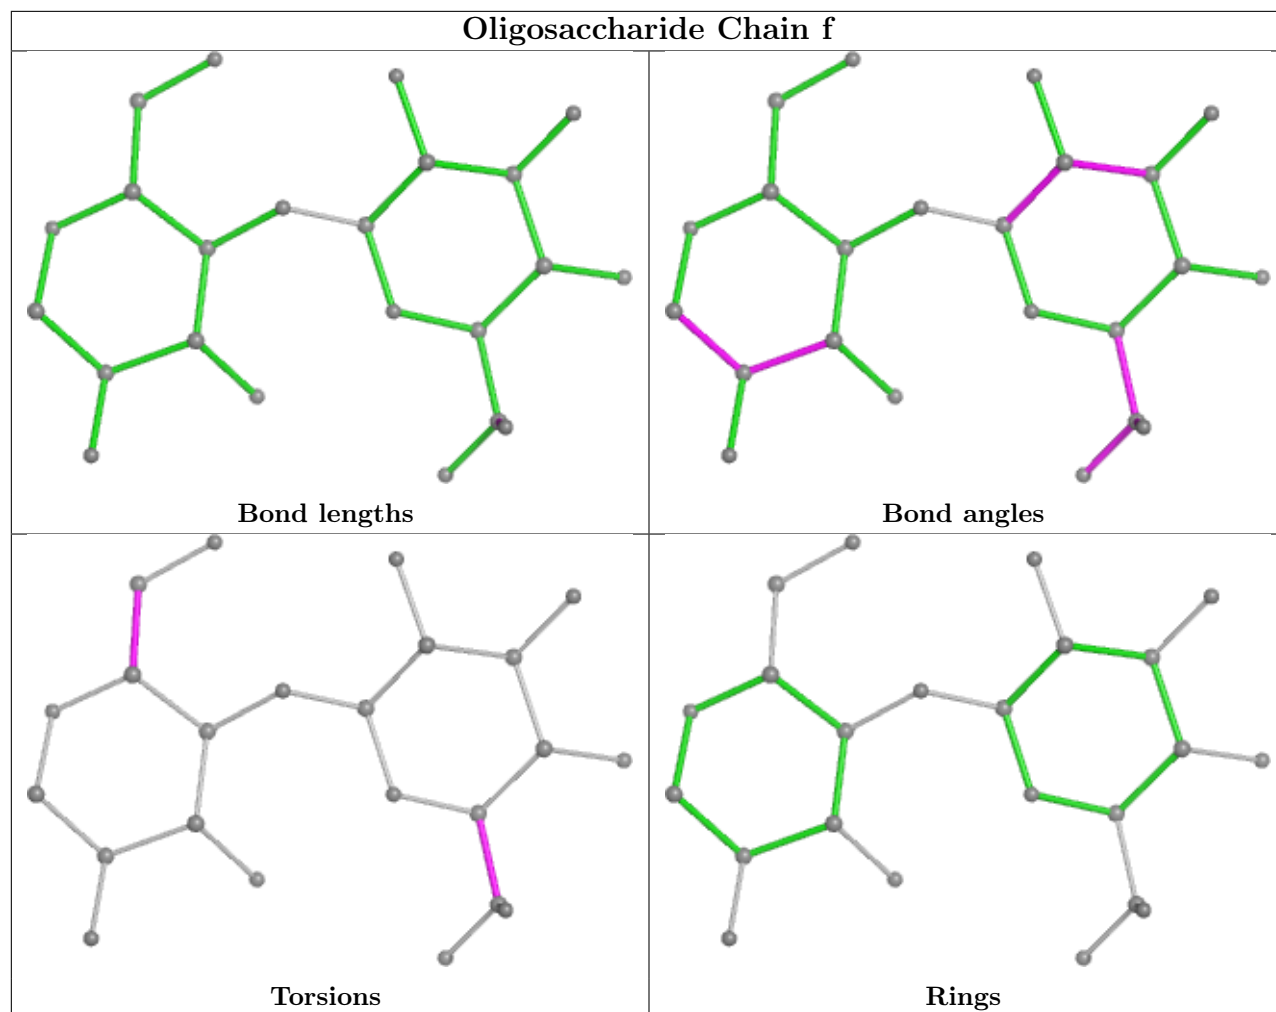 Oligosaccharide Chain f
Bond lengths
Bond angles
Torsions
Rings